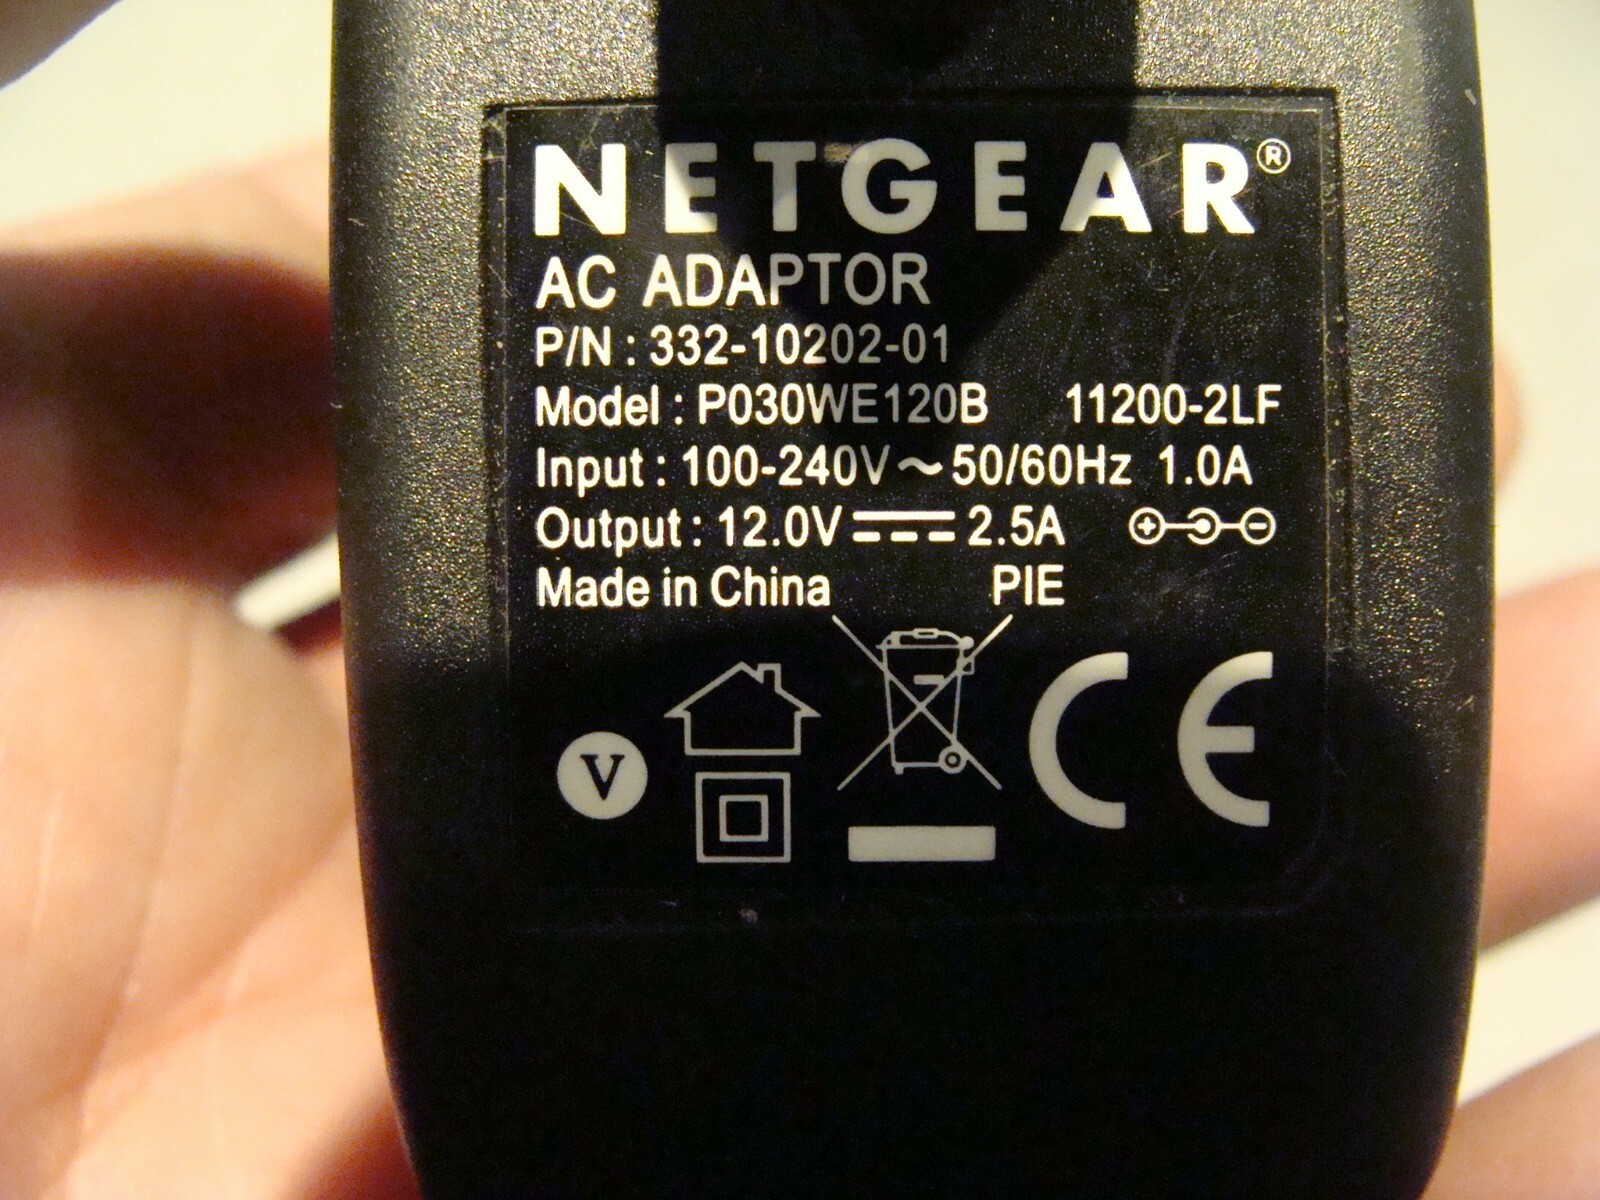 NETGEAR®
AC ADAPTOR
P/N : 332-10202-01
Model : P030WE120B 11200-2LF
Input : 100-240V ~ 50/60Hz 1.0A
Output : 12.0V ⎓ 2.5A
Made in China PIE
V
CE